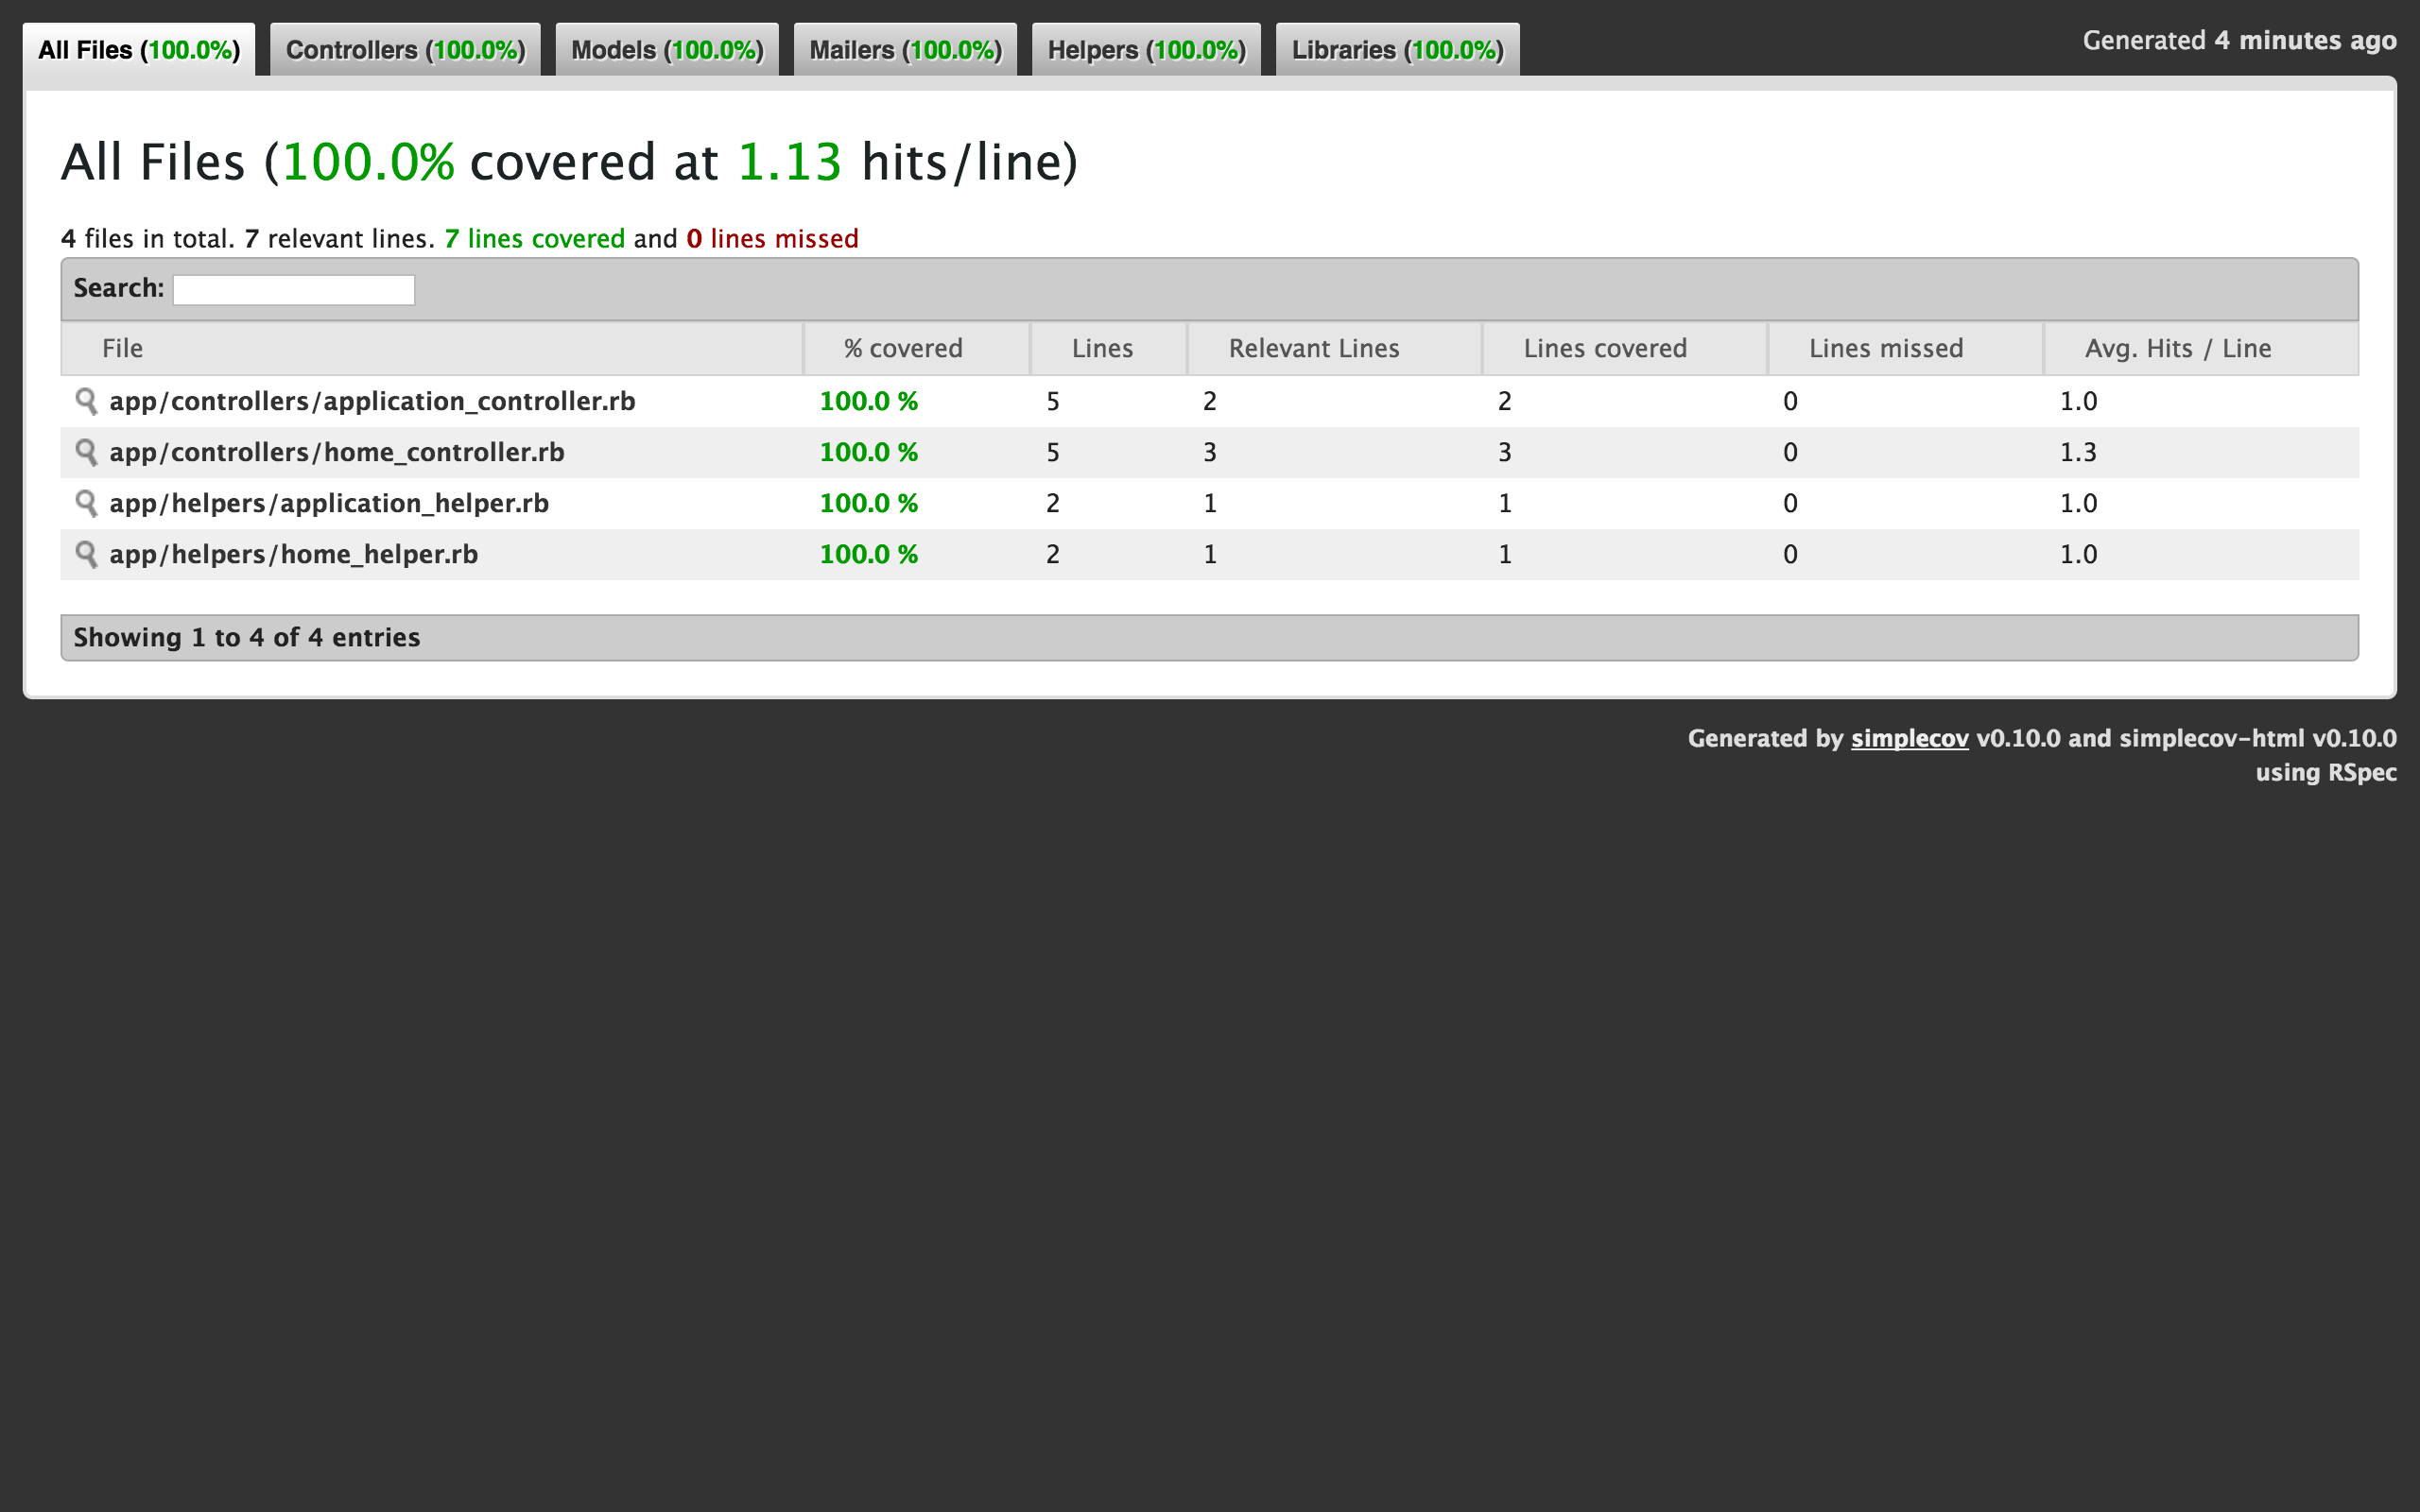 All Files (100.0%) Controllers (100.0%) Models (100.0%) Mailers (100.0%) Helpers (100.0%) Libraries (100.0%) Generated 4 minutes ago
All Files (100.0% covered at 1.13 hits/line)
4 files in total. 7 relevant lines. 7 lines covered and 0 lines missed
Search:
File % covered Lines Relevant Lines Lines covered Lines missed Avg. Hits / Line
app/controllers/application_controller.rb 100.0 % 5 2 2 0 1.0
app/controllers/home_controller.rb 100.0 % 5 3 3 0 1.3
app/helpers/application_helper.rb 100.0 % 2 1 1 0 1.0
app/helpers/home_helper.rb 100.0 % 2 1 1 0 1.0
Showing 1 to 4 of 4 entries
Generated by simplecov v0.10.0 and simplecov-html v0.10.0
using RSpec